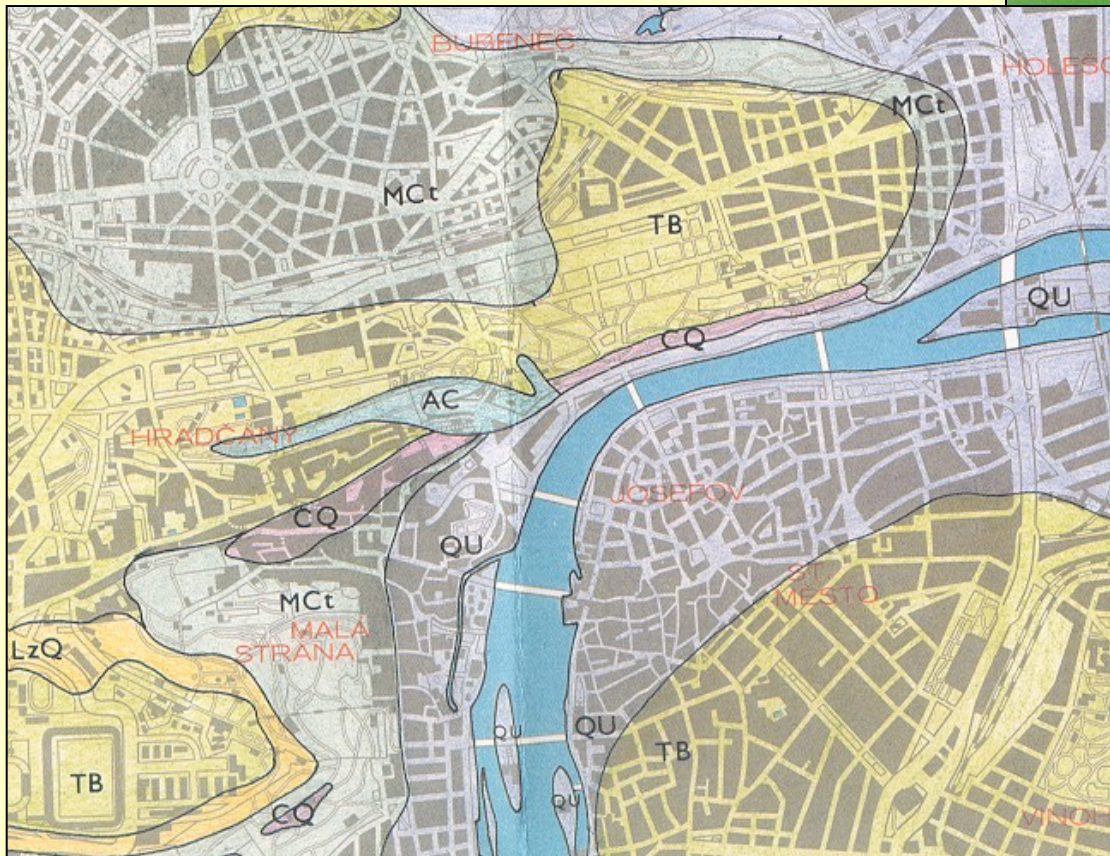 BUBENEČ
HOLEŠO
MCt
MCt
TB
QU
CQ
AC
HRADČANY
JOSEFOV
CQ
QU
ST.
MĚSTO
MCt
MALÁ
STRANA
LzQ
QU
QU
TB
TB
QU
CQ
VINOH